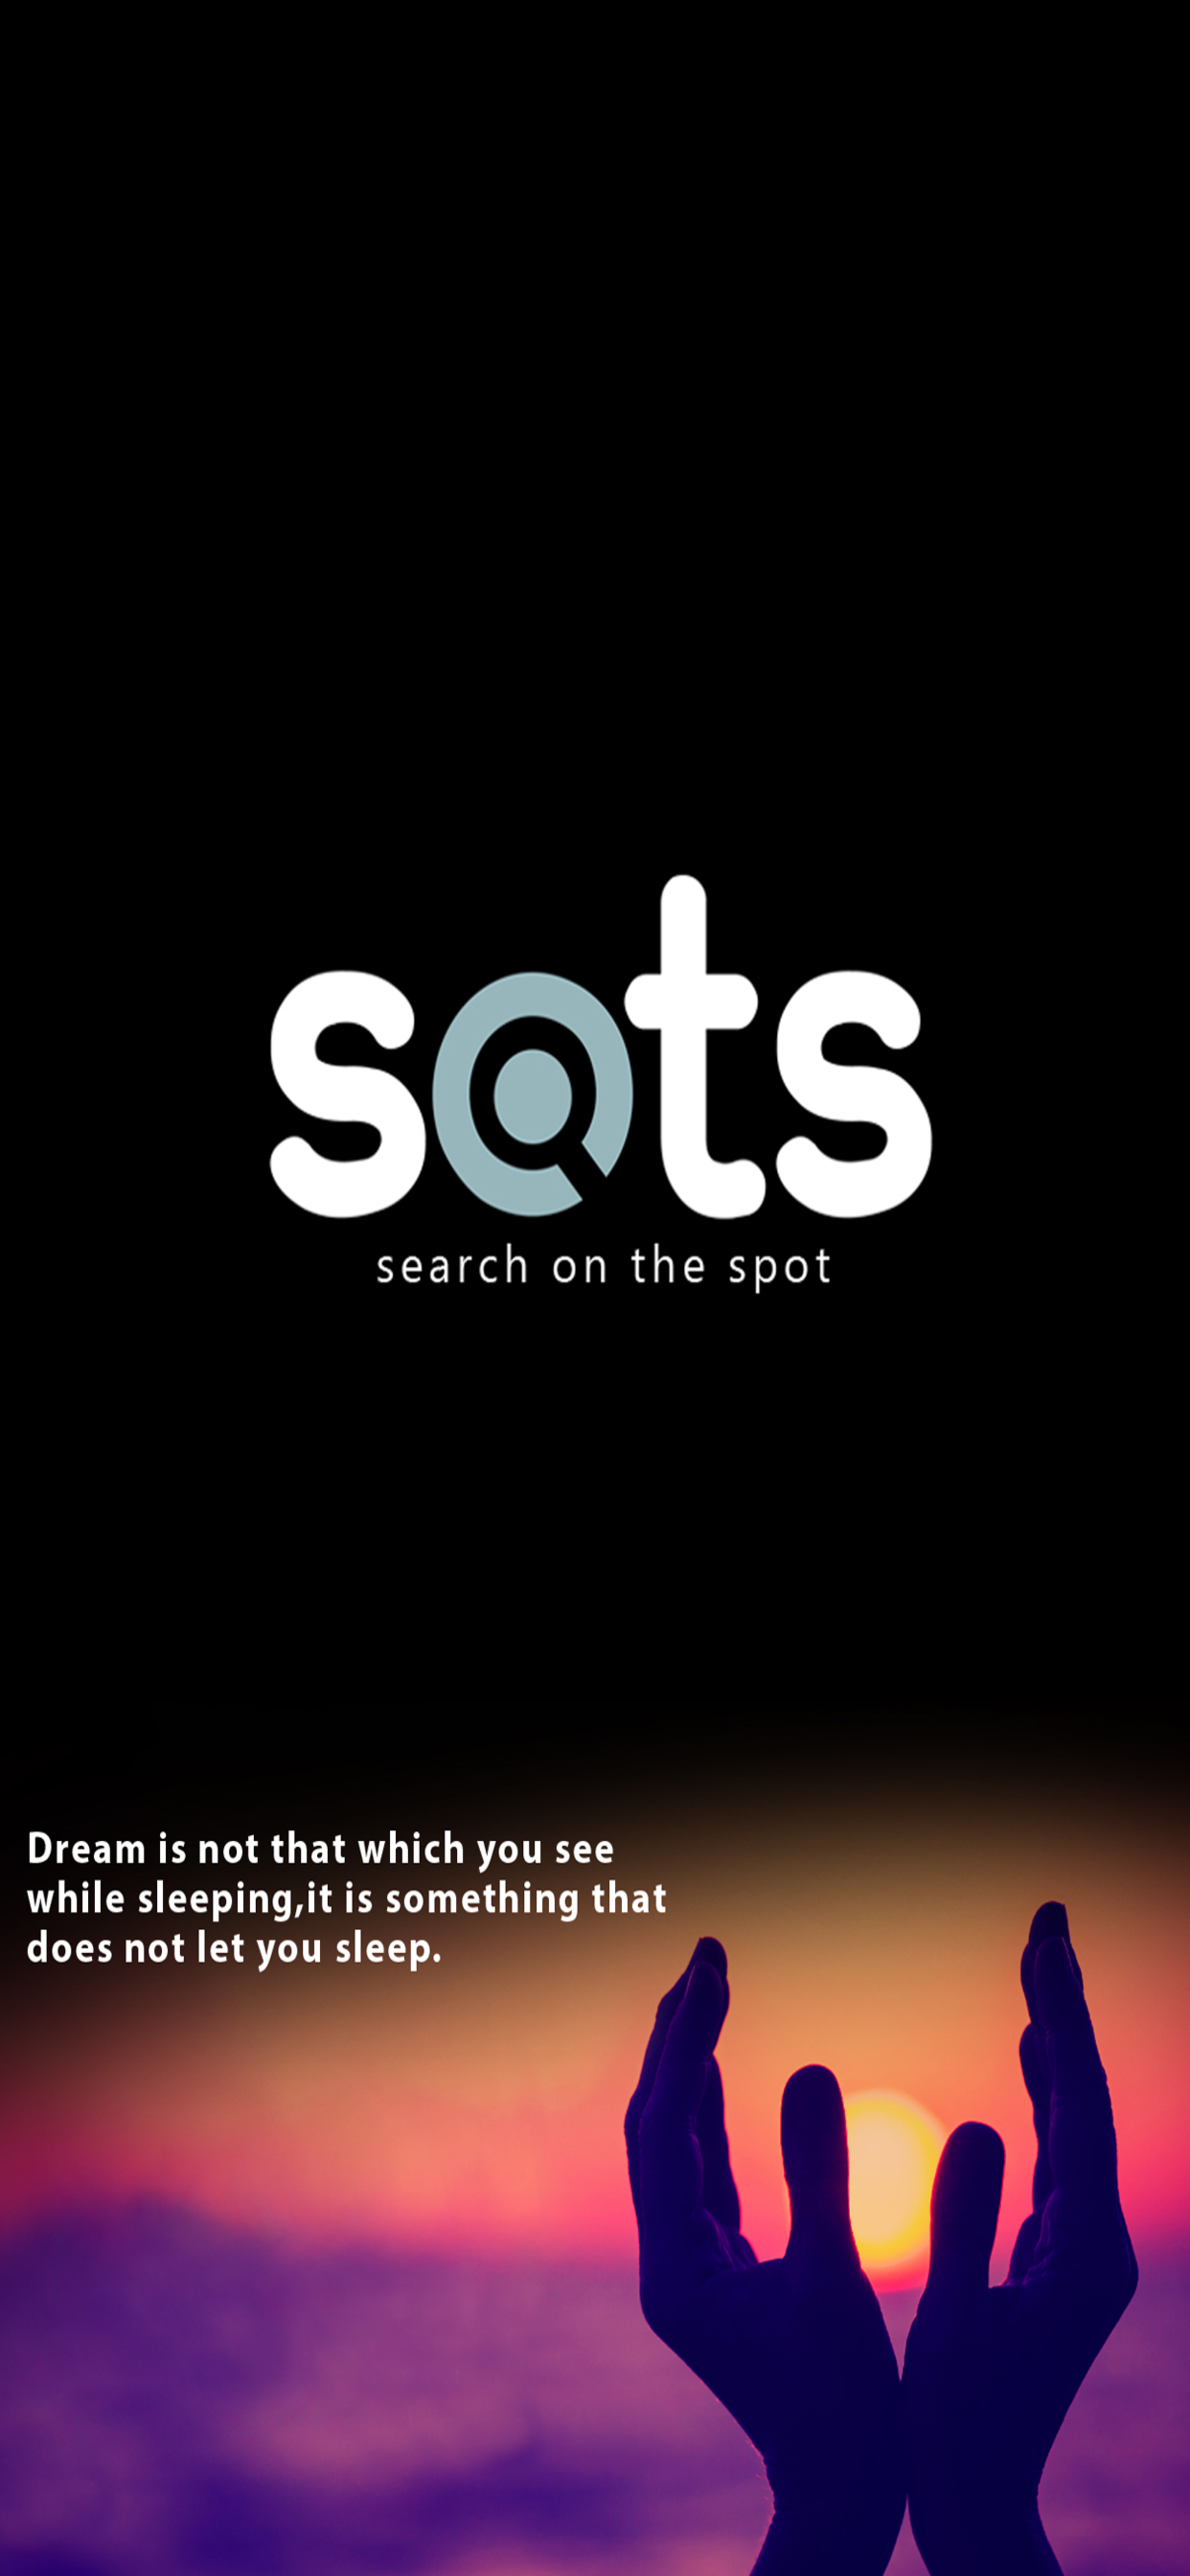 sots
search on the spot
Dream is not that which you see
while sleeping,it is something that
does not let you sleep.